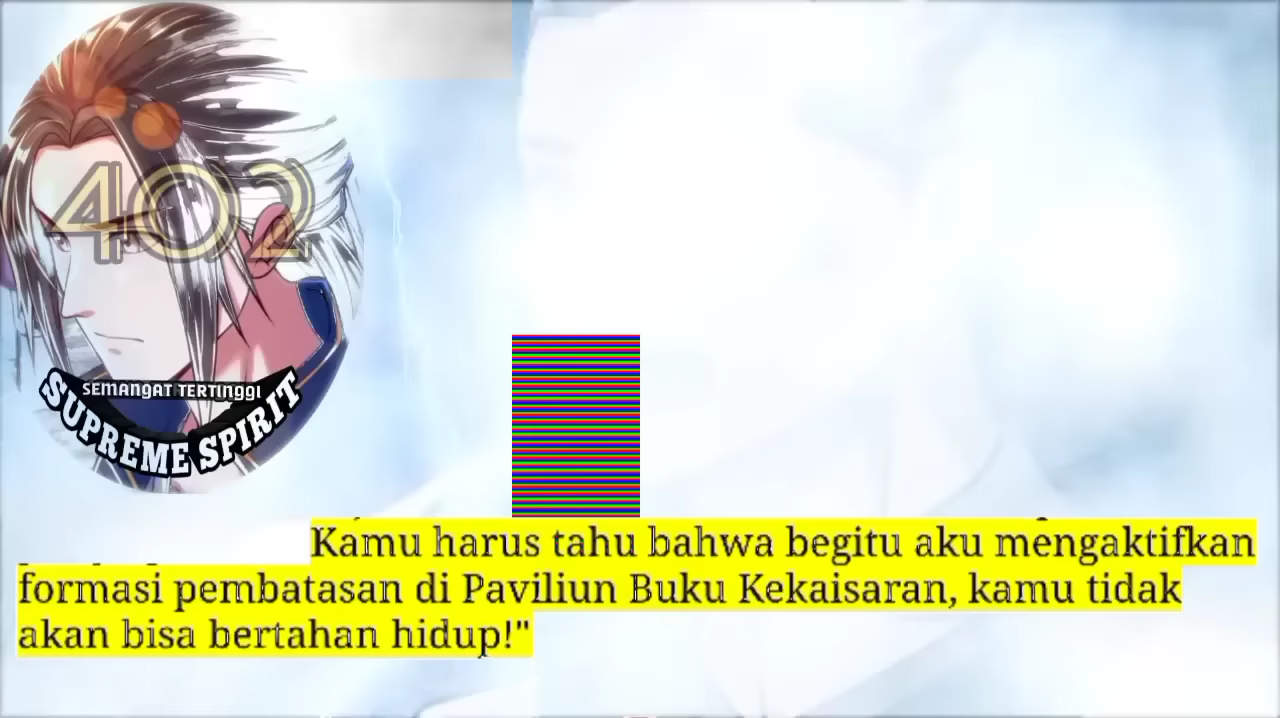 402
SEMANGAT TERTINGGI
SUPREME SPIRIT
Kamu harus tahu bahwa begitu aku mengaktifkan
formasi pembatasan di Paviliun Buku Kekaisaran, kamu tidak
akan bisa bertahan hidup!"